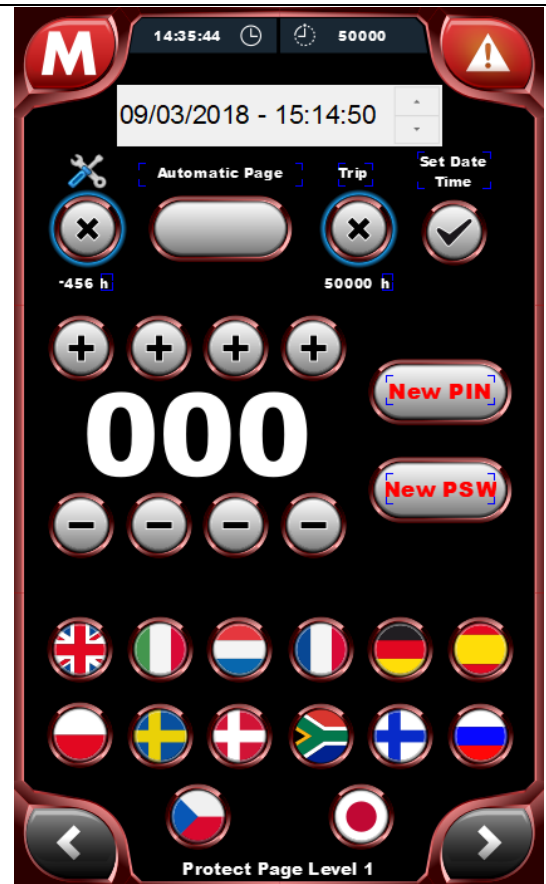 M
14:35:44
50000
09/03/2018 - 15:14:50
Automatic Page
Trip
Set Date
Time
-456 h
50000 h
000
New PIN
New PSW
Protect Page Level 1